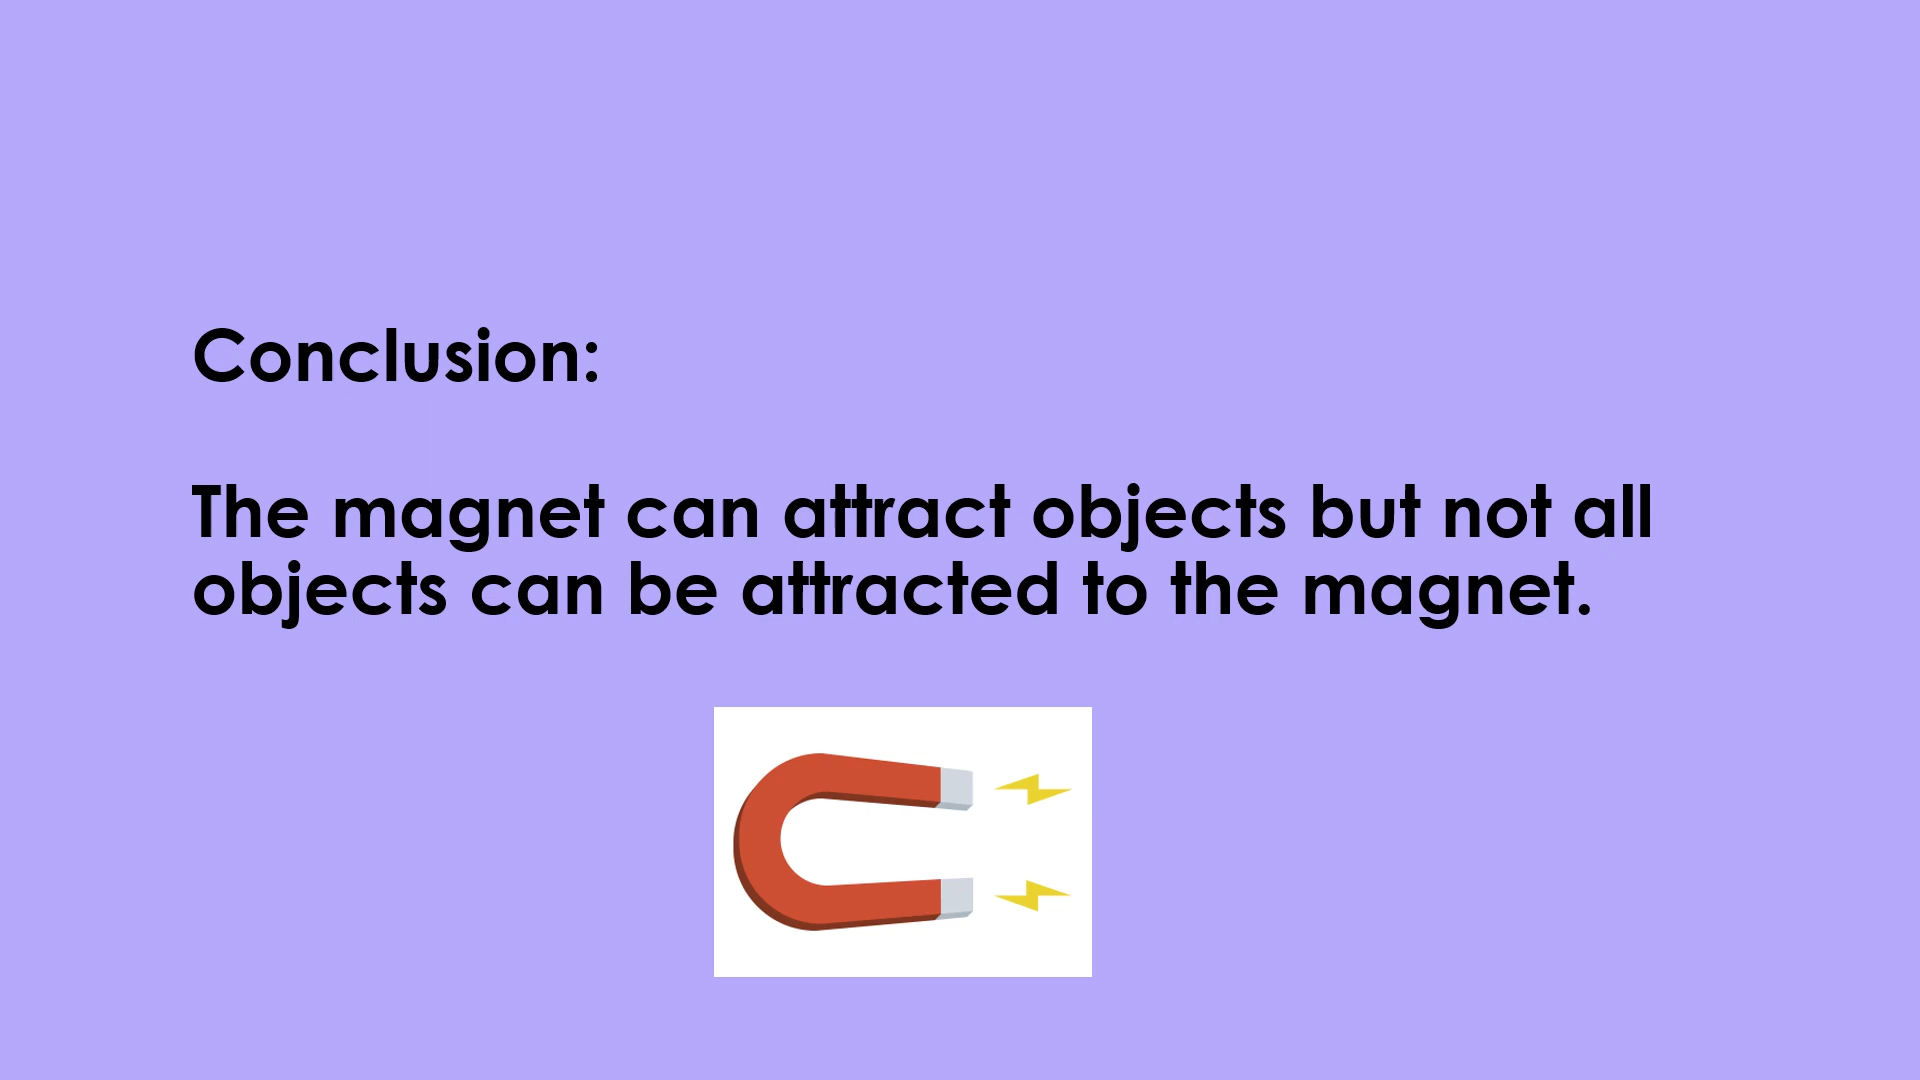 Conclusion:
The magnet can attract objects but not all
objects can be attracted to the magnet.